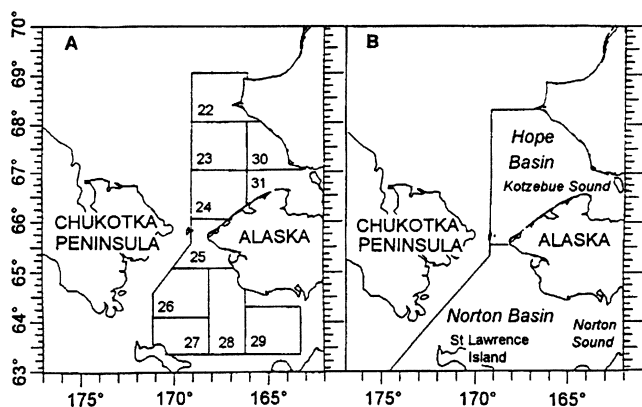 70°
69°
68°
67°
66°
65°
64°
63°
A
22
23
30
31
24
25
26
27
28
29
CHUKOTKA
PENINSULA
ALASKA
175°
170°
165°
B
Hope
Basin
Kotzebue Sound
CHUKOTKA
PENINSULA
ALASKA
Norton Basin
St Lawrence
Island
Norton
Sound
175°
170°
165°